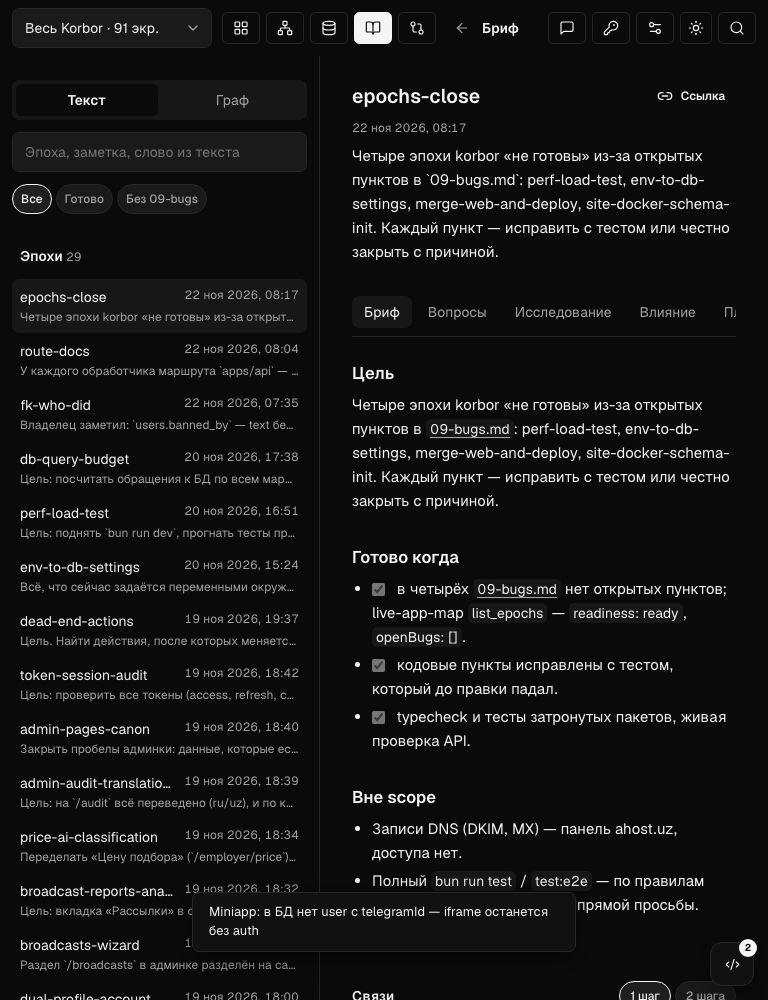 Весь Korbor · 91 экр.
Бриф
Текст
Граф
Эпоха, заметка, слово из текста
Все
Готово
Без 09-bugs
Эпохи 29
epochs-close
22 ноя 2026, 08:17
Четыре эпохи korbor «не готовы» из-за открыт…
route-docs
22 ноя 2026, 08:04
У каждого обработчика маршрута `apps/api` — …
fk-who-did
22 ноя 2026, 07:35
Владелец заметил: `users.banned_by` — text бе…
db-query-budget
20 ноя 2026, 17:38
Цель: посчитать обращения к БД по всем мар…
perf-load-test
20 ноя 2026, 16:51
Цель: поднять `bun run dev`, прогнать тесты пр…
env-to-db-settings
20 ноя 2026, 15:24
Всё, что сейчас задаётся переменными окруж…
dead-end-actions
19 ноя 2026, 19:37
Цель. Найти действия, после которых меняетс…
token-session-audit
19 ноя 2026, 18:42
Цель: проверить все токены (access, refresh, с…
admin-pages-canon
19 ноя 2026, 18:40
Закрыть пробелы админки: данные, которые ес…
admin-audit-translatio…
19 ноя 2026, 18:39
Цель: на `/audit` всё переведено (ru/uz), и по к…
price-ai-classification
19 ноя 2026, 18:34
Переделать «Цену подбора» (`/employer/price`)…
broadcast-reports-ana…
19 ноя 2026, 18:32
Цель: вкладка «Рассылки» в
broadcasts-wizard
Раздел `/broadcasts` в админке разделён на са…
dual-profile-account
19 ноя 2026, 18:00
epochs-close
Ссылка
22 ноя 2026, 08:17
Четыре эпохи korbor «не готовы» из-за открытых
пунктов в `09-bugs.md`: perf-load-test, env-to-db-
settings, merge-web-and-deploy, site-docker-schema-
init. Каждый пункт — исправить с тестом или честно
закрыть с причиной.
Бриф
Вопросы
Исследование
Влияние
Цель
Четыре эпохи korbor «не готовы» из-за открытых
пунктов в 09-bugs.md : perf-load-test, env-to-db-
settings, merge-web-and-deploy, site-docker-schema-
init. Каждый пункт — исправить с тестом или честно
закрыть с причиной.
Готово когда
в четырёх 09-bugs.md нет открытых пунктов;
live-app-map list_epochs — readiness: ready ,
openBugs: [] .
кодовые пункты исправлены с тестом,
который до правки падал.
typecheck и тесты затронутых пакетов, живая
проверка API.
Вне scope
Записи DNS (DKIM, MX) — панель ahost.uz,
доступа нет.
Полный bun run test / test:e2e — по правилам
прямой просьбы.
Miniapp: в БД нет user с telegramId — iframe останется
без auth
2
Связи
1 шаг
2 шага